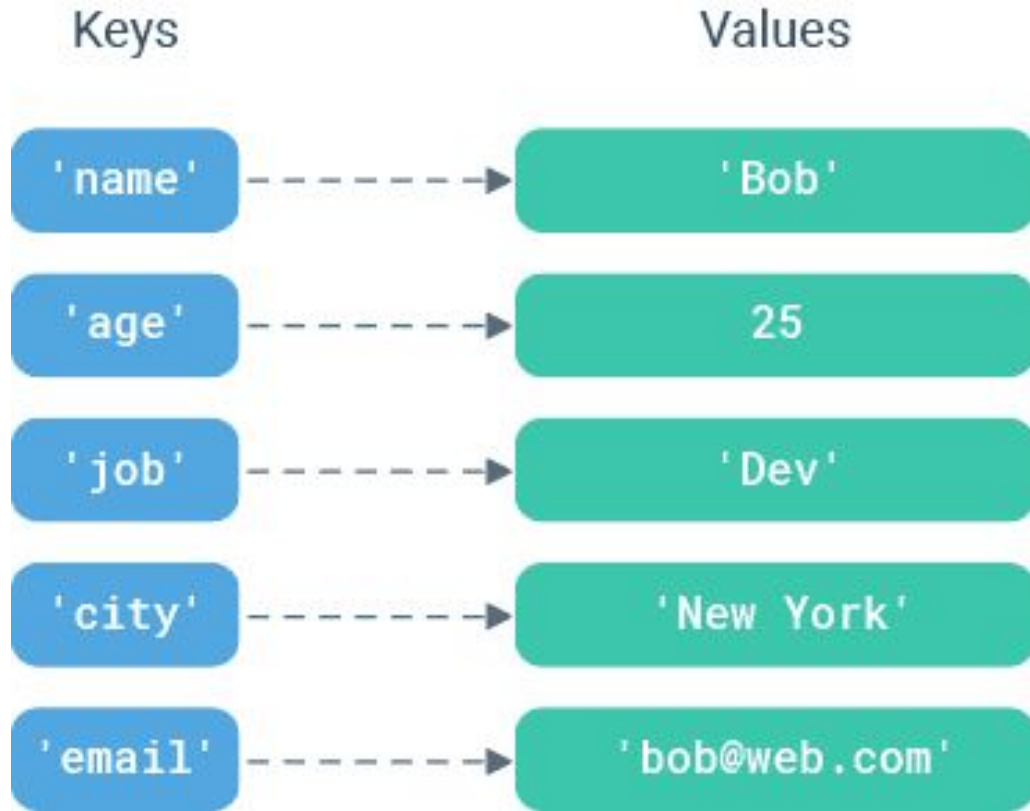 Keys Values
'name' 'Bob'
'age' 25
'job' 'Dev'
'city' 'New York'
'email' 'bob@web.com'